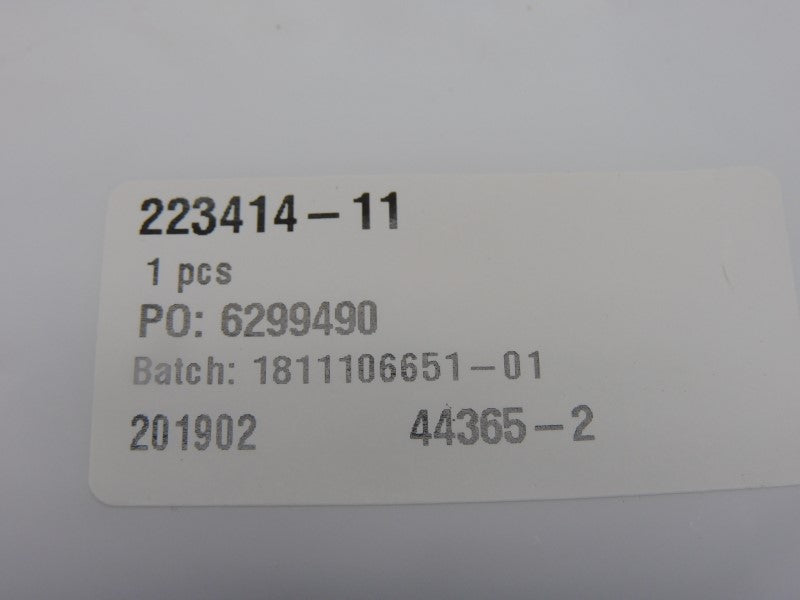 223414-11
1 pcs
PO: 6299490
Batch: 1811106651-01
201902 44365-2